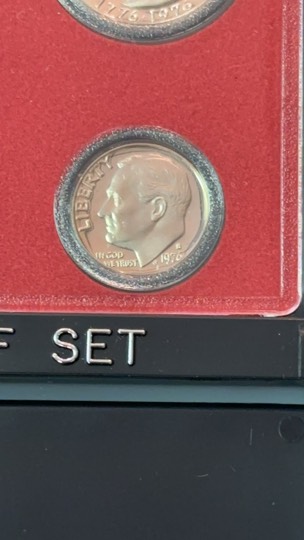 1776·1976
LIBERTY
IN GOD
WE TRUST
S
1976
F SET